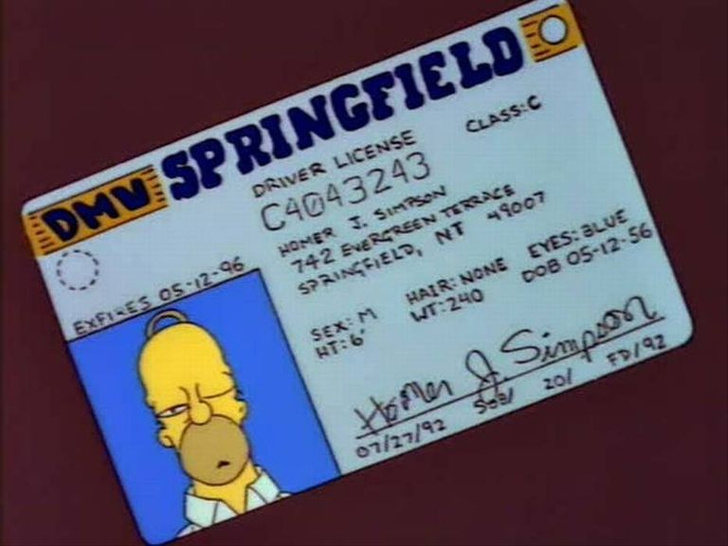 DMV SPRINGFIELD
DRIVER LICENSE CLASS:C
C4043243
HOMER J. SIMPSON
742 EVERGREEN TERRACE
SPRINGFIELD, NT 49007
EXPIRES 05-12-96
SEX: M HAIR: NONE EYES: BLUE
HT: 6' WT: 240 DOB 05-12-56
Homer J Simpson
07/27/92 201 FD/92